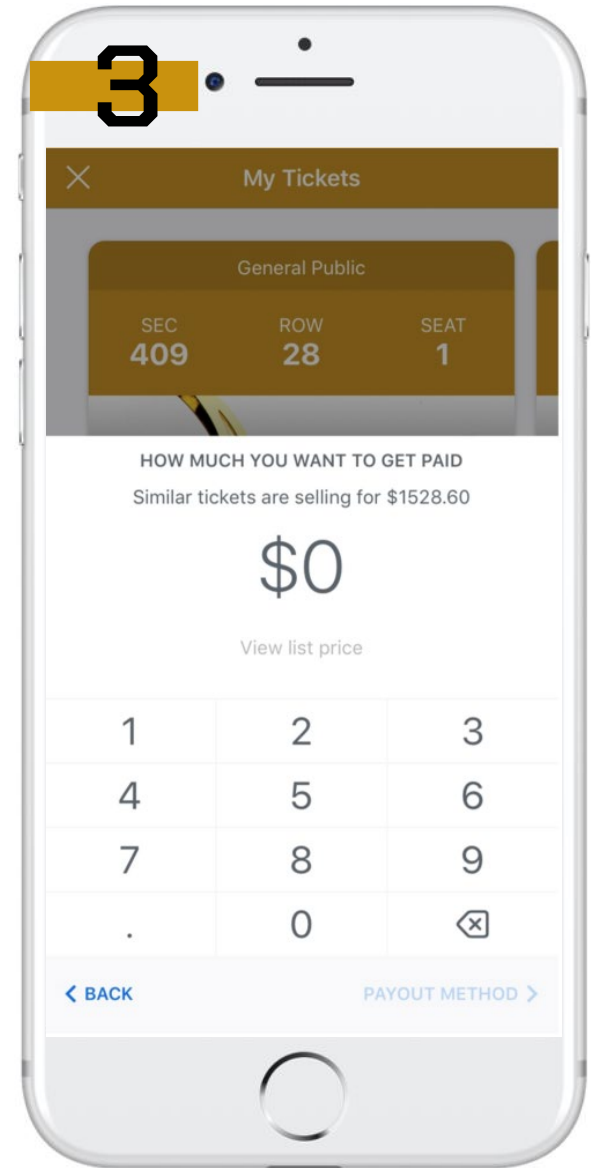 3
My Tickets
General Public
SEC ROW SEAT
409 28 1
HOW MUCH YOU WANT TO GET PAID
Similar tickets are selling for $1528.60
$0
View list price
1 2 3
4 5 6
7 8 9
. 0
BACK PAYOUT METHOD